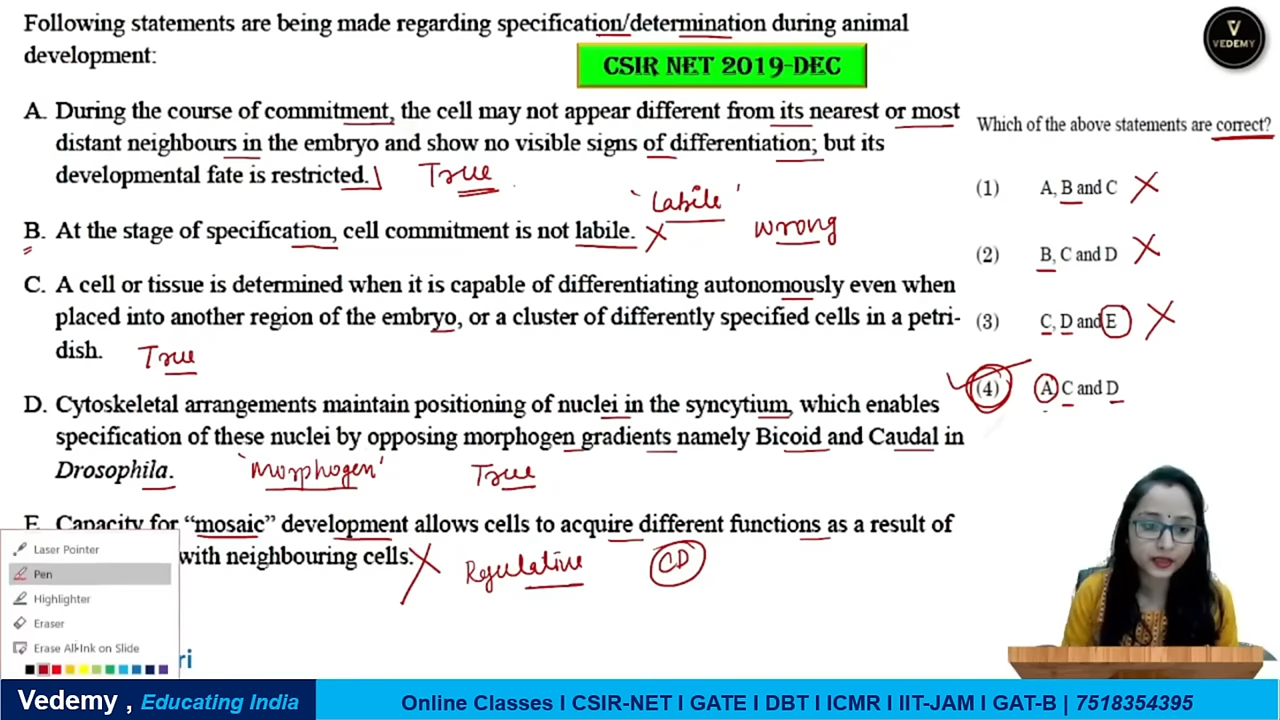 Following statements are being made regarding specification/determination during animal
development:
CSIR NET 2019-DEC
V
VEDEMY
A. During the course of commitment, the cell may not appear different from its nearest or most
distant neighbours in the embryo and show no visible signs of differentiation; but its
developmental fate is restricted. True
'Labile'
B. At the stage of specification, cell commitment is not labile. wrong
C. A cell or tissue is determined when it is capable of differentiating autonomously even when
placed into another region of the embryo, or a cluster of differently specified cells in a petri-
dish. True
D. Cytoskeletal arrangements maintain positioning of nuclei in the syncytium, which enables
specification of these nuclei by opposing morphogen gradients namely Bicoid and Caudal in
Drosophila. 'Morphogen' True
E. Capacity for "mosaic" development allows cells to acquire different functions as a result of
with neighbouring cells. Regulative CD
Which of the above statements are correct?
(1) A, B and C
(2) B, C and D
(3) C, D and E
(4) A C and D
Laser Pointer
Pen
Highlighter
Eraser
Erase All Ink on Slide
ri
Vedemy , Educating India
Online Classes I CSIR-NET I GATE I DBT I ICMR I IIT-JAM I GAT-B | 7518354395